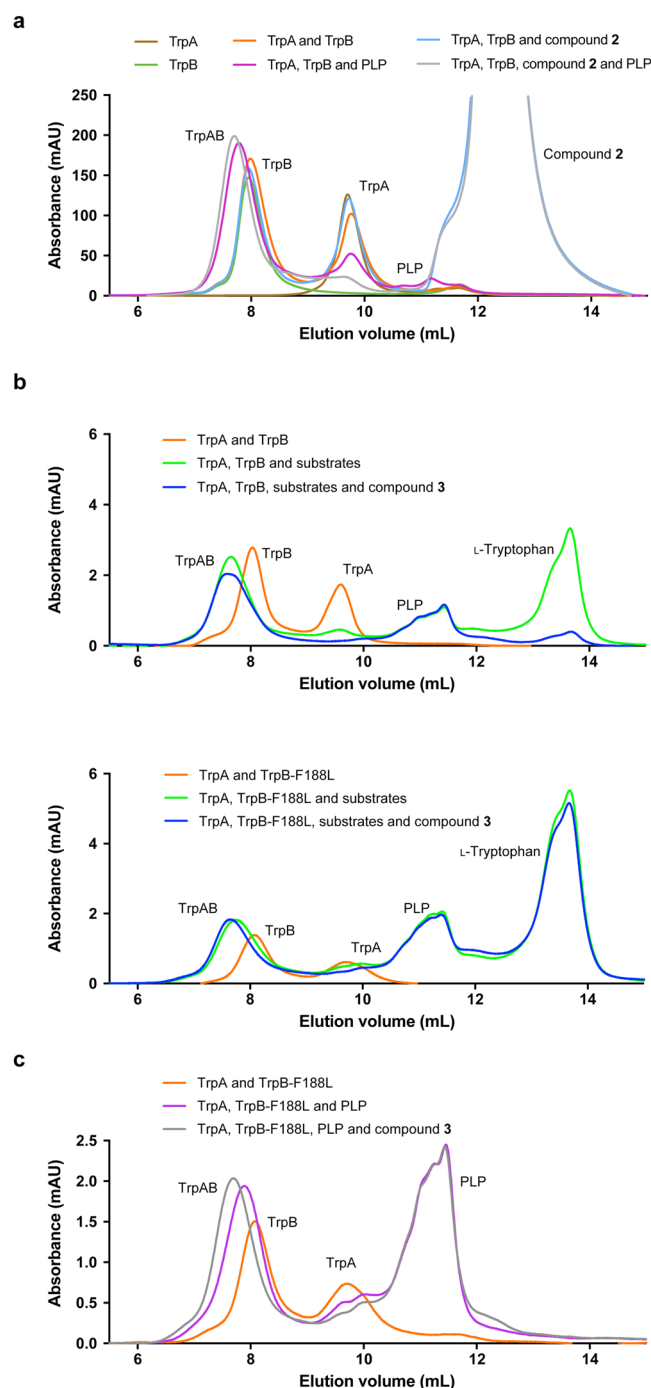 a
TrpA
TrpA and TrpB
TrpA, TrpB and compound 2
TrpB
TrpA, TrpB and PLP
TrpA, TrpB, compound 2 and PLP
Absorbance (mAU)
250
200
150
100
50
0
TrpAB
TrpB
TrpA
PLP
Compound 2
6 8 10 12 14
Elution volume (mL)
b
TrpA and TrpB
TrpA, TrpB and substrates
TrpA, TrpB, substrates and compound 3
Absorbance (mAU)
6
4
2
0
TrpAB
TrpB
TrpA
PLP
L-Tryptophan
6 8 10 12 14
Elution volume (mL)
TrpA and TrpB-F188L
TrpA, TrpB-F188L and substrates
TrpA, TrpB-F188L, substrates and compound 3
Absorbance (mAU)
6
4
2
0
TrpAB
TrpB
TrpA
PLP
L-Tryptophan
6 8 10 12 14
Elution volume (mL)
c
TrpA and TrpB-F188L
TrpA, TrpB-F188L and PLP
TrpA, TrpB-F188L, PLP and compound 3
Absorbance (mAU)
2.5
2.0
1.5
1.0
0.5
0.0
TrpAB
TrpB
TrpA
PLP
6 8 10 12 14
Elution volume (mL)